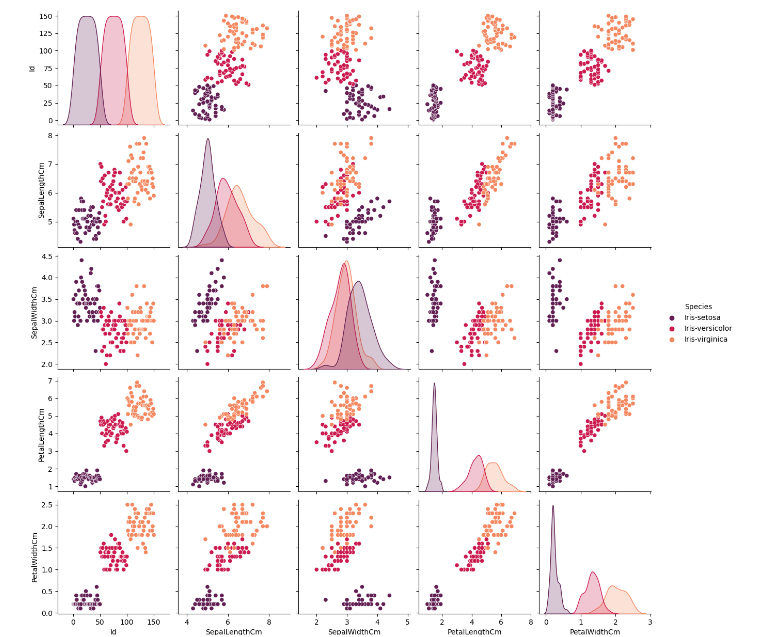 150
125
100
75
50
25
0
Id
8
7
6
5
SepalLengthCm
4.5
4.0
3.5
3.0
2.5
2.0
SepalWidthCm
Species
Iris-setosa
Iris-versicolor
Iris-virginica
7
6
5
4
3
2
1
PetalLengthCm
2.5
2.0
1.5
1.0
0.5
0.0
PetalWidthCm
0 50 100 150
4 6 8
2 3 4 5
2 4 6 8
0 1 2 3
Id
SepalLengthCm
SepalWidthCm
PetalLengthCm
PetalWidthCm